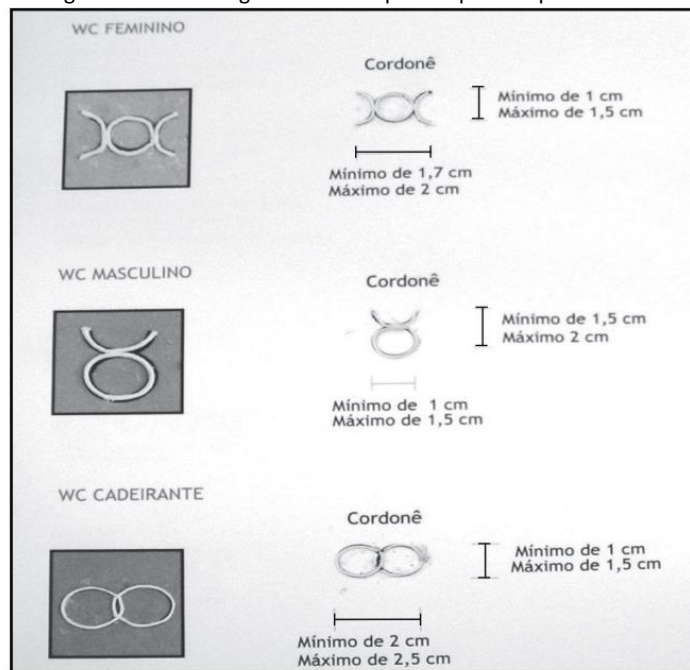 WC FEMININO
Cordonê
Mínimo de 1 cm
Máximo de 1,5 cm
Mínimo de 1,7 cm
Máximo de 2 cm
WC MASCULINO
Cordonê
Mínimo de 1,5 cm
Máximo 2 cm
Mínimo de 1 cm
Máximo de 1,5 cm
WC CADEIRANTE
Cordonê
Mínimo de 1 cm
Máximo de 1,5 cm
Mínimo de 2 cm
Máximo de 2,5 cm